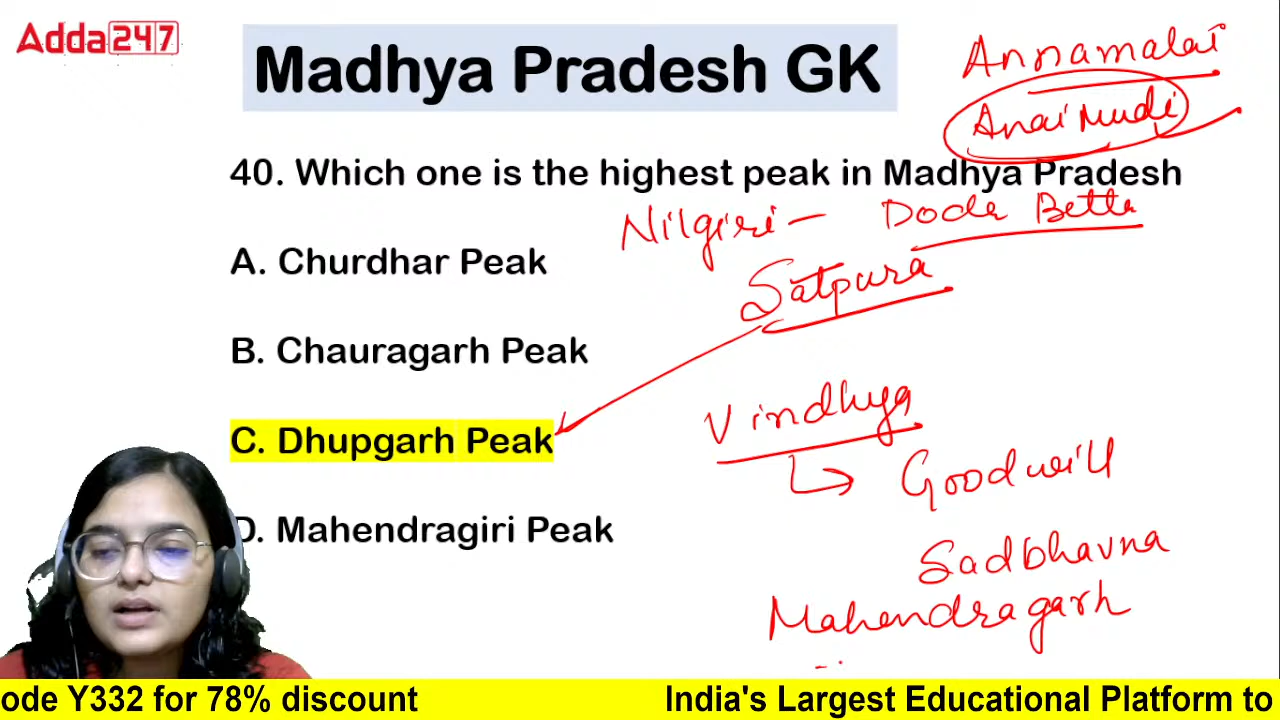 Adda247
Madhya Pradesh GK
Annamalai
Anai Mudi
40. Which one is the highest peak in Madhya Pradesh
Nilgiri - Doda Betta
A. Churdhar Peak
Satpura
B. Chauragarh Peak
Vindhya
C. Dhupgarh Peak
Goodwill
D. Mahendragiri Peak
Sadbhavna
Mahendragarh
ode Y332 for 78% discount
India's Largest Educational Platform to